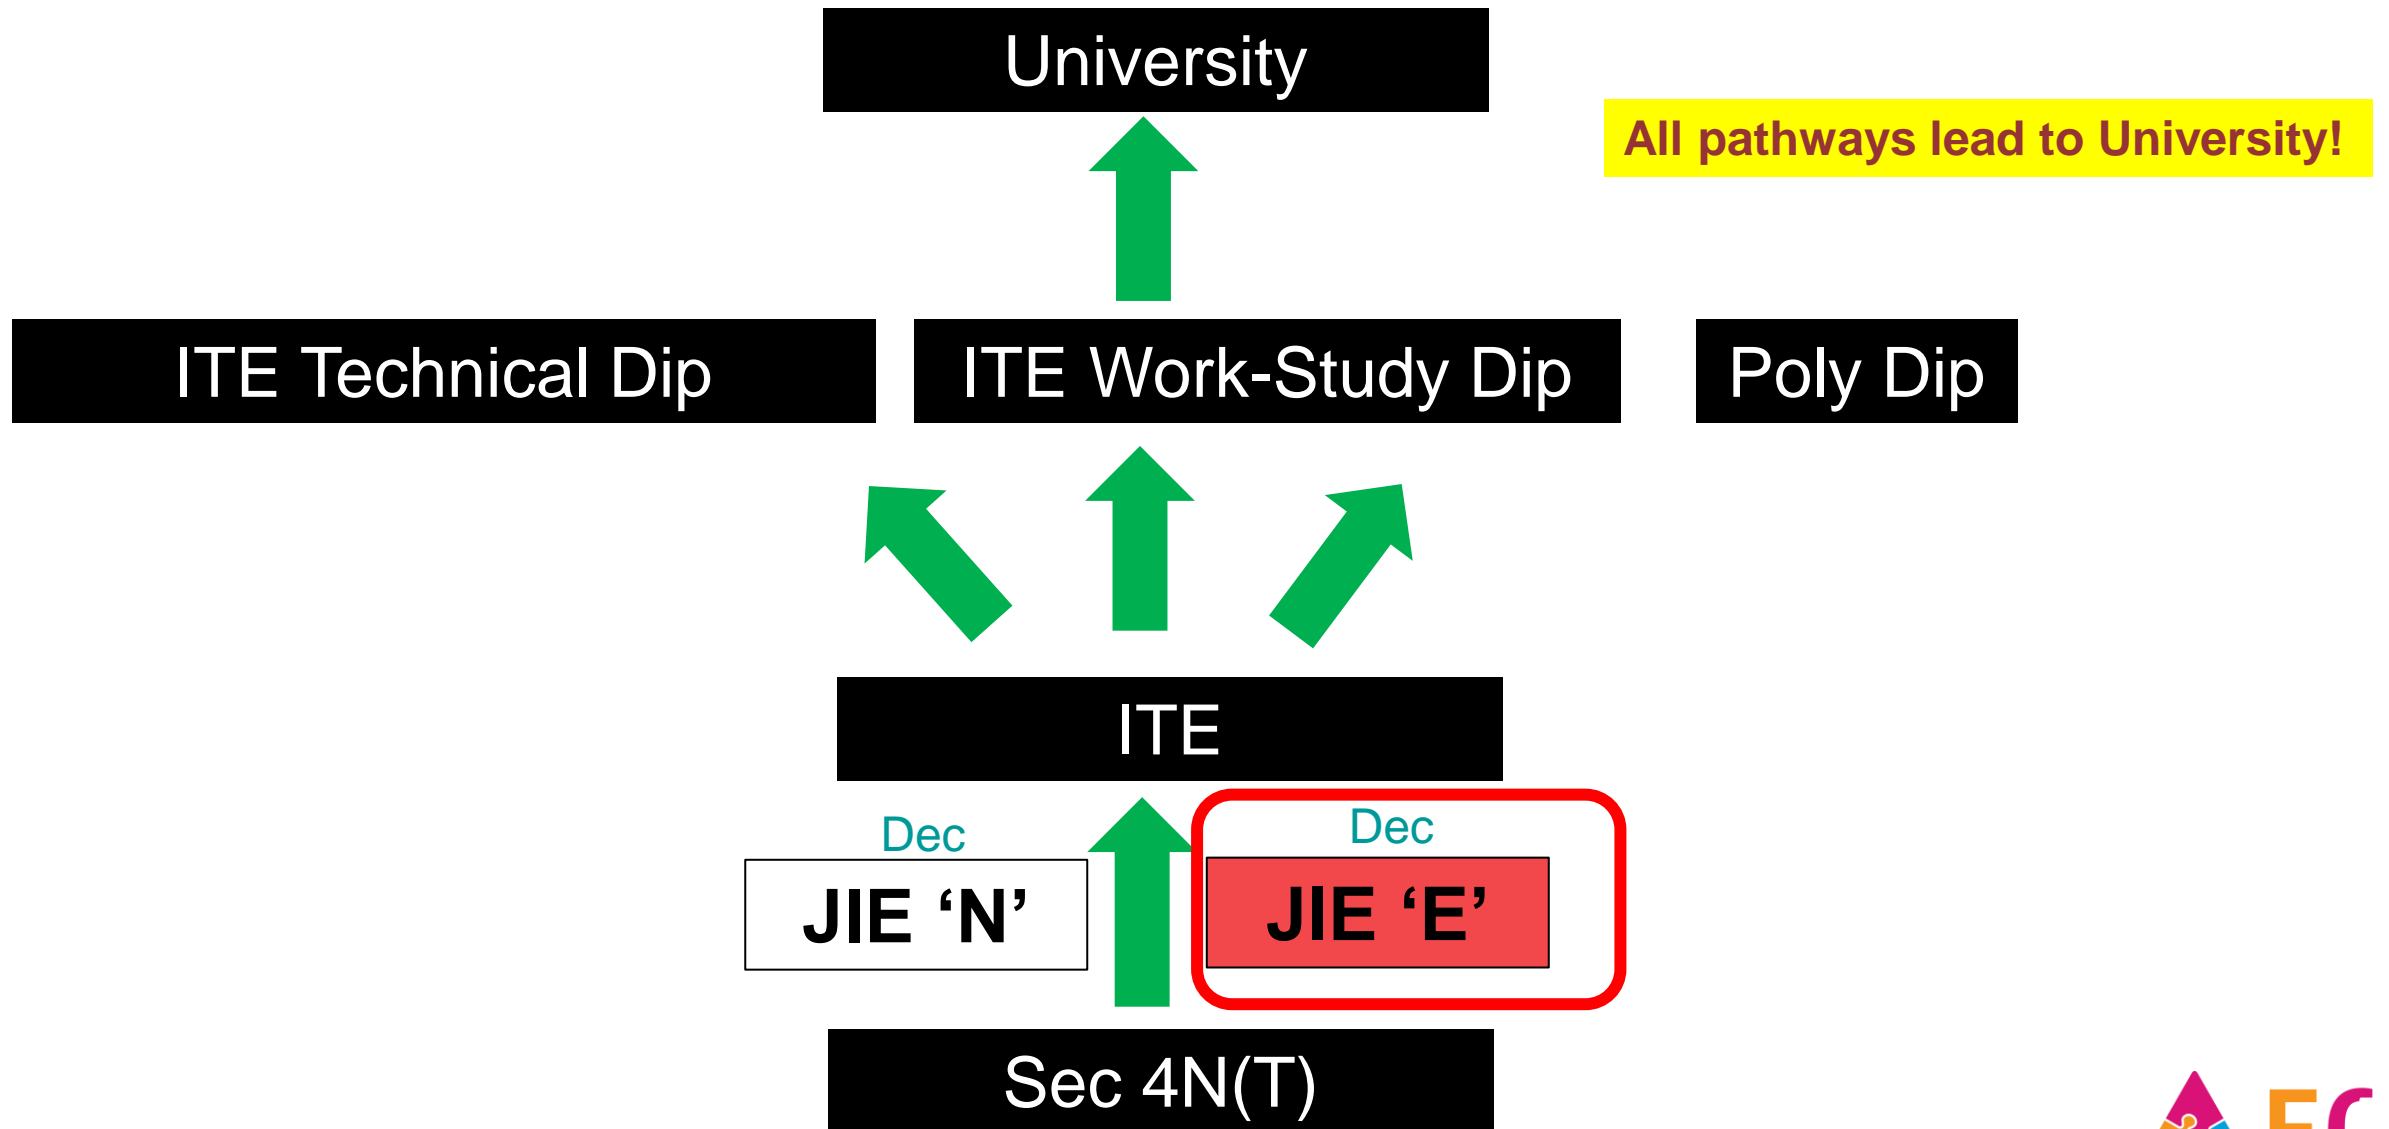 University
All pathways lead to University!
ITE Technical Dip
ITE Work-Study Dip
Poly Dip
ITE
Dec
Dec
JIE ‘N’
JIE ‘E’
Sec 4N(T)